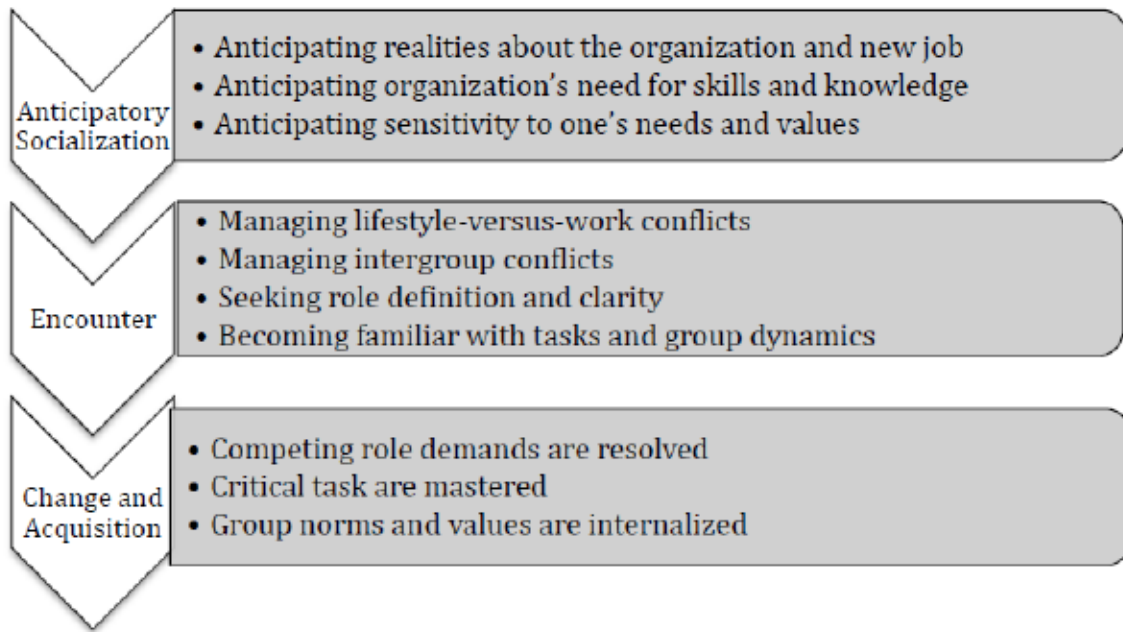 Anticipatory
Socialization
• Anticipating realities about the organization and new job
• Anticipating organization's need for skills and knowledge
• Anticipating sensitivity to one's needs and values
Encounter
• Managing lifestyle-versus-work conflicts
• Managing intergroup conflicts
• Seeking role definition and clarity
• Becoming familiar with tasks and group dynamics
Change and
Acquisition
• Competing role demands are resolved
• Critical task are mastered
• Group norms and values are internalized